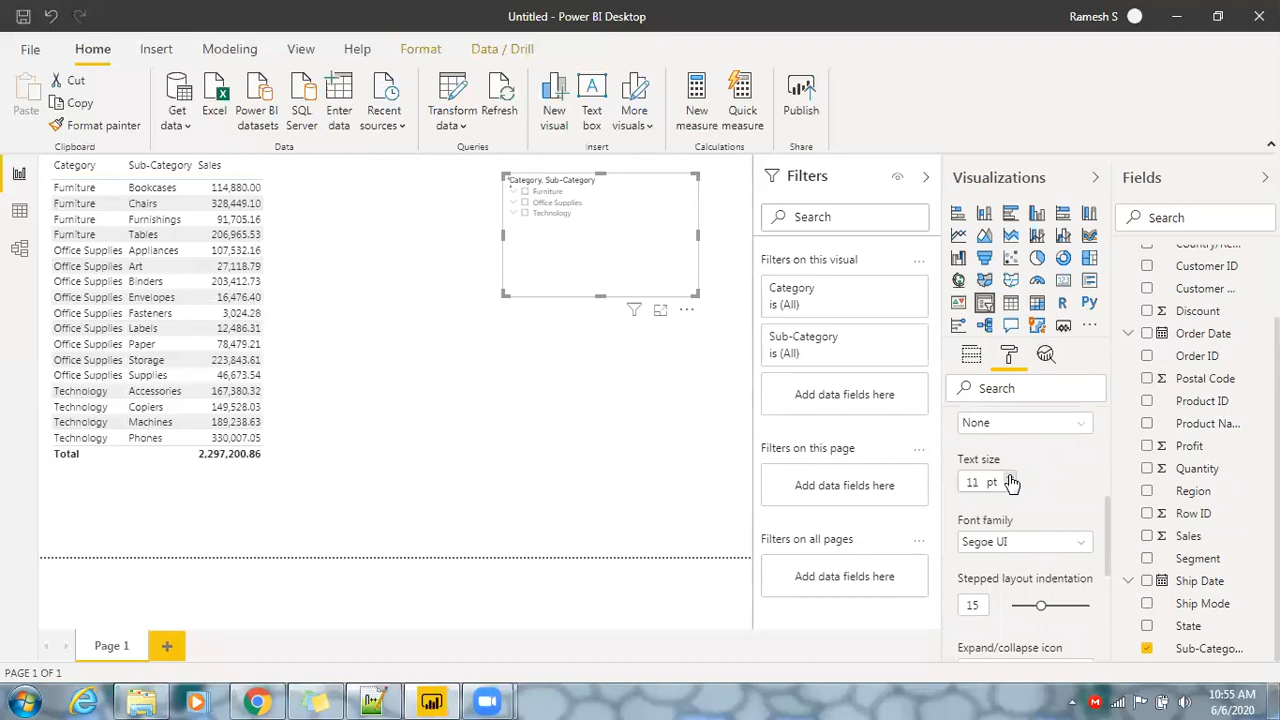 Untitled - Power BI Desktop
Ramesh S
File
Home
Insert
Modeling
View
Help
Format
Data / Drill
Paste
Cut
Copy
Format painter
Clipboard
Get data
Excel
Power BI datasets
SQL Server
Enter data
Recent sources
Data
Transform data
Refresh
Queries
New visual
Text box
More visuals
Insert
New measure
Quick measure
Calculations
Publish
Share
Category Sub-Category Sales
Furniture Bookcases 114,880.00
Furniture Chairs 328,449.10
Furniture Furnishings 91,705.16
Furniture Tables 206,965.53
Office Supplies Appliances 107,532.16
Office Supplies Art 27,118.79
Office Supplies Binders 203,412.73
Office Supplies Envelopes 16,476.40
Office Supplies Fasteners 3,024.28
Office Supplies Labels 12,486.31
Office Supplies Paper 78,479.21
Office Supplies Storage 223,843.61
Office Supplies Supplies 46,673.54
Technology Accessories 167,380.32
Technology Copiers 149,528.03
Technology Machines 189,238.63
Technology Phones 330,007.05
Total 2,297,200.86
Category, Sub-Category
Furniture
Office Supplies
Technology
Filters
Search
Filters on this visual ...
Category
is (All)
Sub-Category
is (All)
Add data fields here
Filters on this page ...
Add data fields here
Filters on all pages ...
Add data fields here
Visualizations
R
Py
...
Search
None
Text size
11 pt
Font family
Segoe UI
Stepped layout indentation
15
Expand/collapse icon
Fields
Search
Country/Re...
Customer ID
Customer ...
Discount
Order Date
Order ID
Postal Code
Product ID
Product Na...
Profit
Quantity
Region
Row ID
Sales
Segment
Ship Date
Ship Mode
State
Sub-Catego...
Page 1
PAGE 1 OF 1
10:55 AM
6/6/2020